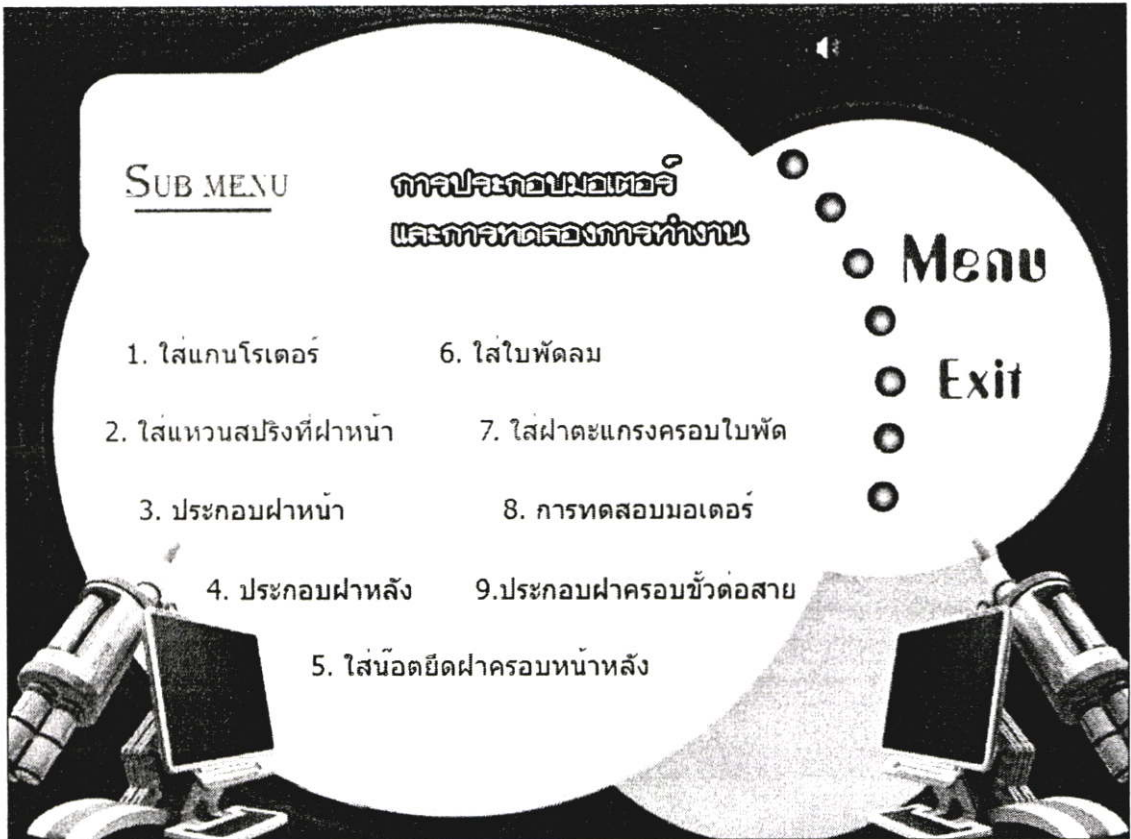 SUB MENU
การประกอบมอเตอร์
และการทดลองการทำงาน
Menu
Exit
1. ใส่แกนโรเตอร์
2. ใส่แหวนสปริงที่ฝาหน้า
3. ประกอบฝาหน้า
4. ประกอบฝาหลัง
5. ใส่น๊อตยึดฝาครอบหน้าหลัง
6. ใส่ใบพัดลม
7. ใส่ฝาตะแกรงครอบใบพัด
8. การทดสอบมอเตอร์
9.ประกอบฝาครอบขั้วต่อสาย